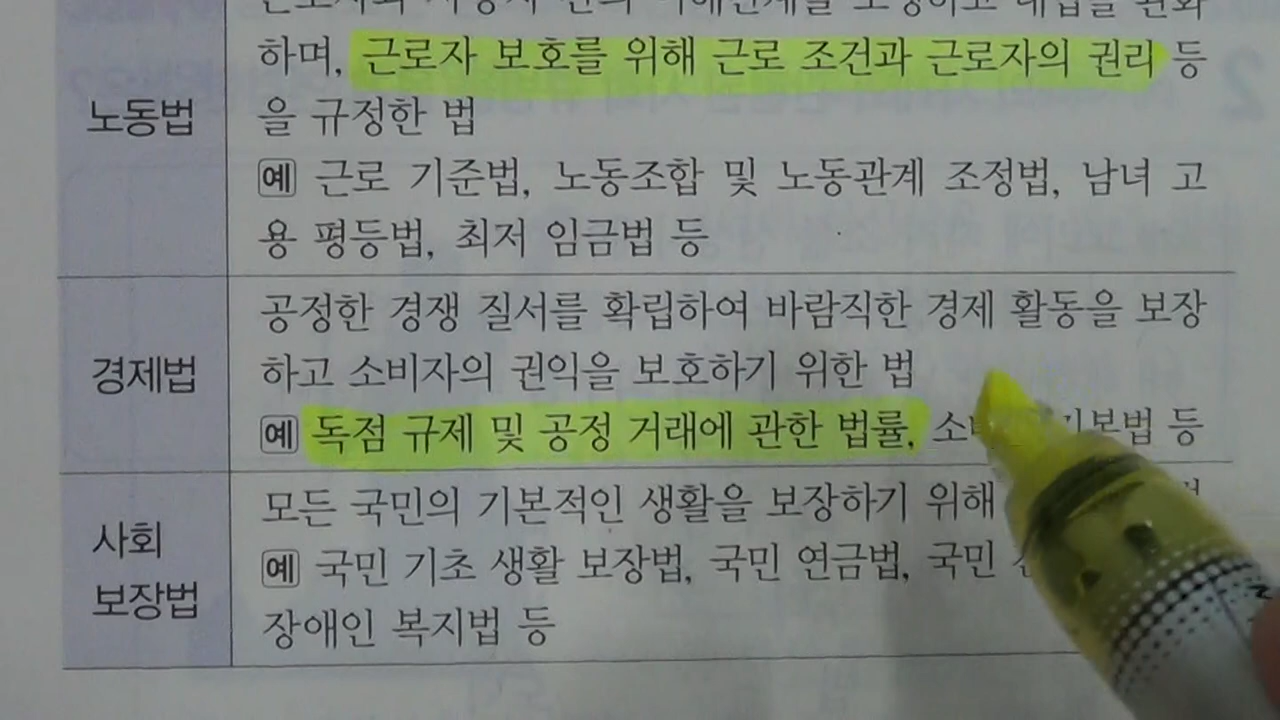 하며, 근로자 보호를 위해 근로 조건과 근로자의 권리 등
노동법
을 규정한 법
예 근로 기준법, 노동조합 및 노동관계 조정법, 남녀 고
용 평등법, 최저 임금법 등
공정한 경쟁 질서를 확립하여 바람직한 경제 활동을 보장
경제법
하고 소비자의 권익을 보호하기 위한 법
예 독점 규제 및 공정 거래에 관한 법률, 등
모든 국민의 기본적인 생활을 보장하기 위해
사회
보장법
예 국민 기초 생활 보장법, 국민 연금법, 국민
장애인 복지법 등